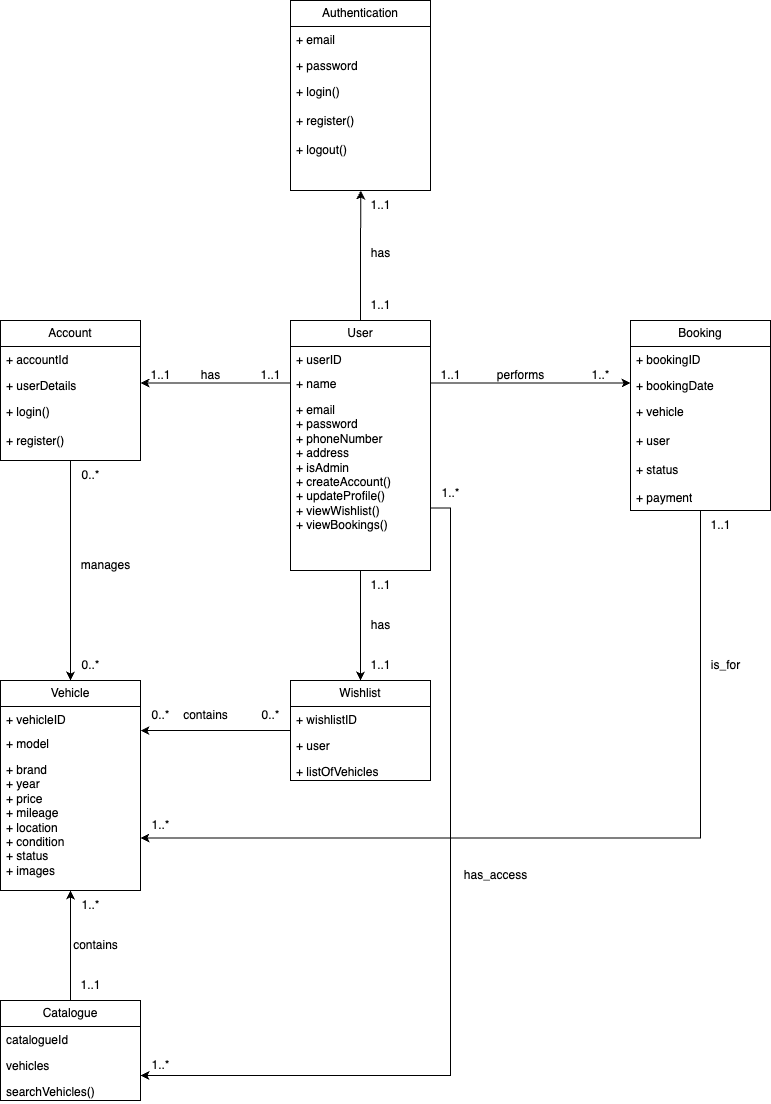 Authentication
+ email
+ password
+ login()
+ register()
+ logout()
1..1
has
1..1
Account
+ accountId
+ userDetails
+ login()
+ register()
1..1 has 1..1
User
+ userID
+ name
+ email
+ password
+ phoneNumber
+ address
+ isAdmin
+ createAccount()
+ updateProfile()
+ viewWishlist()
+ viewBookings()
1..1 performs 1..*
Booking
+ bookingID
+ bookingDate
+ vehicle
+ user
+ status
+ payment
0..*
manages
0..*
1..*
1..1
has
1..1
1..1
is_for
Vehicle
+ vehicleID
+ model
+ brand
+ year
+ price
+ mileage
+ location
+ condition
+ status
+ images
0..* contains 0..*
Wishlist
+ wishlistID
+ user
+ listOfVehicles
1..*
has_access
1..*
contains
1..1
Catalogue
catalogueId
vehicles
searchVehicles()
1..*